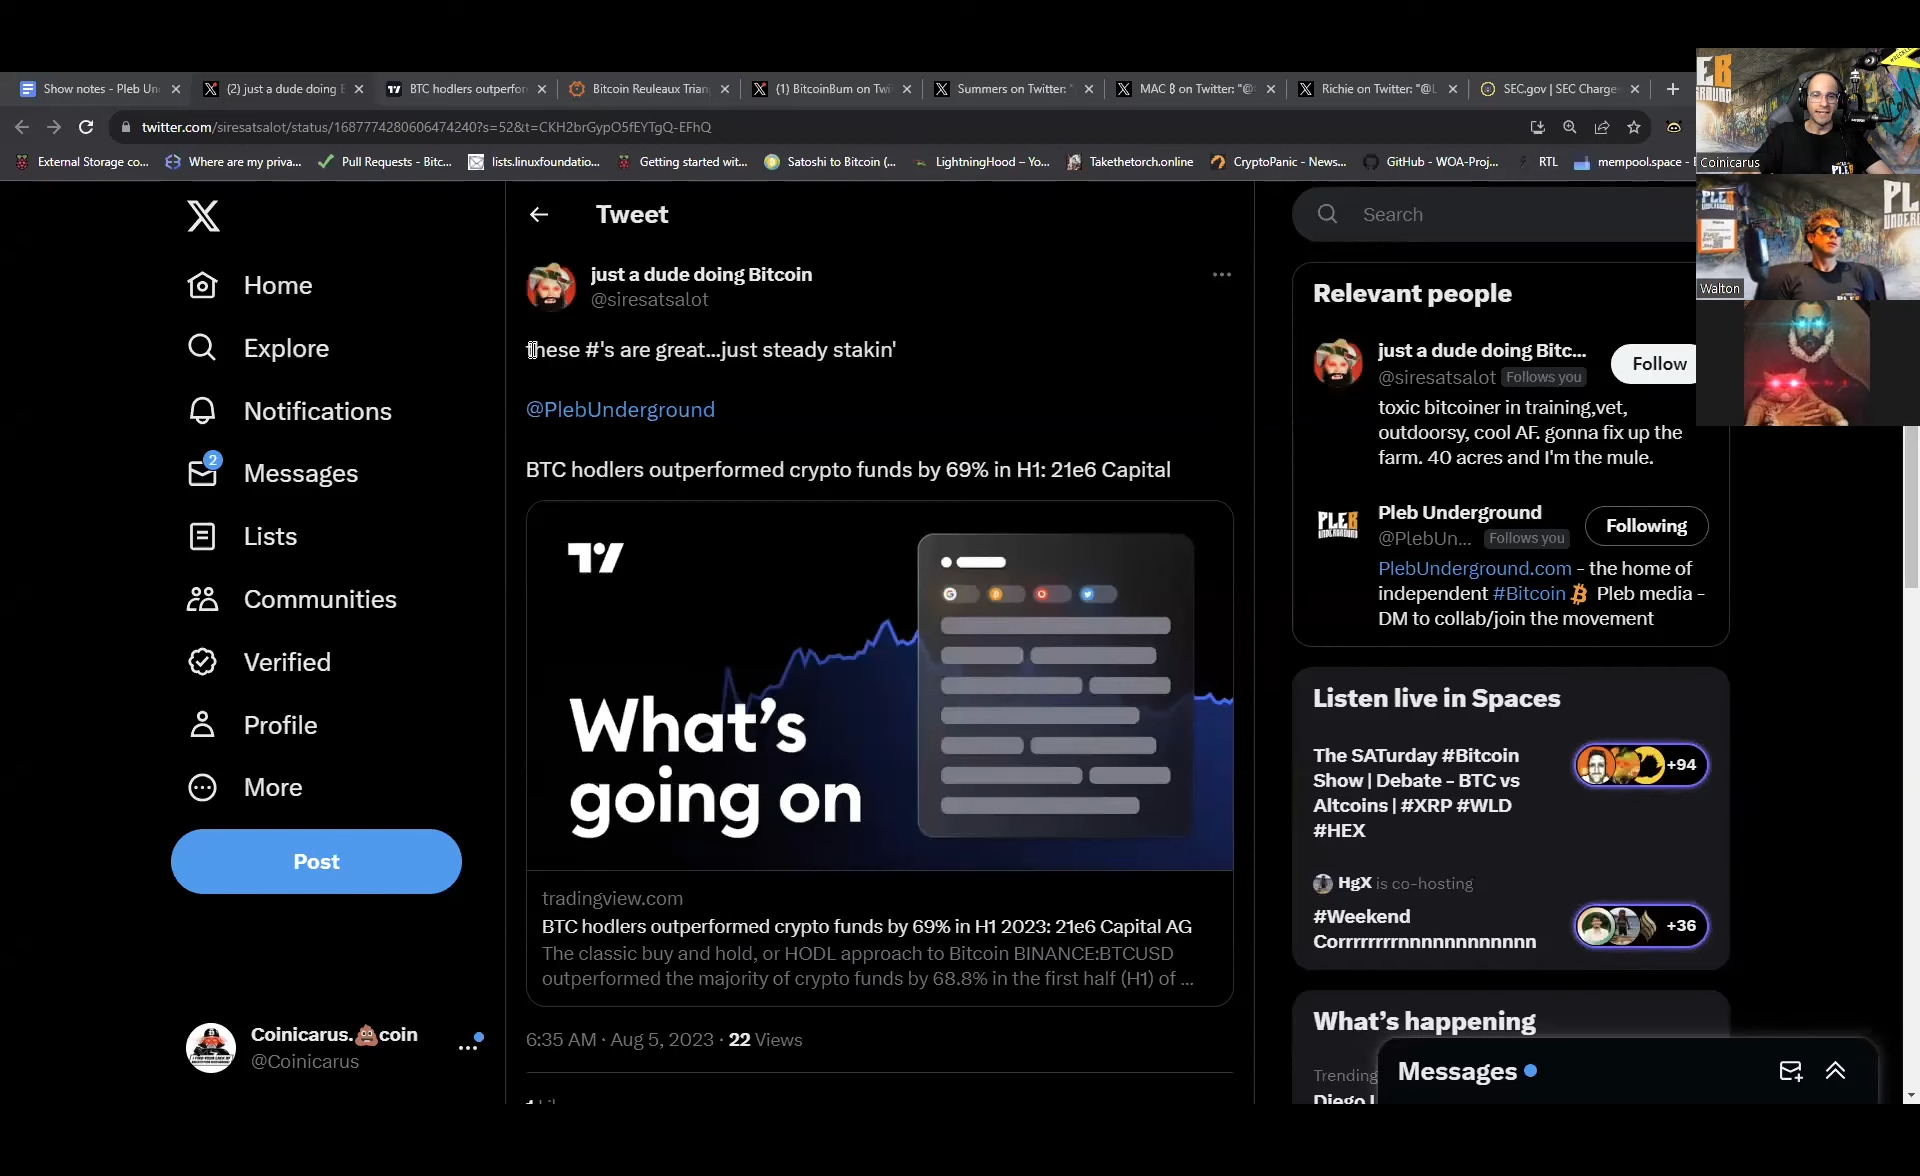 Show notes - Pleb Un
(2) just a dude doing B
BTC hodlers outperfor
Bitcoin Reuleaux Trian
(1) BitcoinBum on Twi
Summers on Twitter: "
MAC ₿ on Twitter: "@
Richie on Twitter: "@L
SEC.gov | SEC Charge
twitter.com/siresatsalot/status/1687774280606474240?s=52&t=CKH2brGypO5fEYTgQ-EFhQ
External Storage co...
Where are my priva...
Pull Requests - Bitc...
lists.linuxfoundatio...
Getting started wit...
Satoshi to Bitcoin (...
LightningHood – Yo...
Takethetorch.online
CryptoPanic - News...
GitHub - WOA-Proj...
RTL
mempool.space -
Coinicarus
Walton
PLEB
UNDERGROUND
Home
Explore
Notifications
2
Messages
Lists
Communities
Verified
Profile
More
Post
Coinicarus.💩coin
@Coinicarus
Tweet
just a dude doing Bitcoin
@siresatsalot
these #'s are great...just steady stakin'
@PlebUnderground
BTC hodlers outperformed crypto funds by 69% in H1: 21e6 Capital
What's
going on
tradingview.com
BTC hodlers outperformed crypto funds by 69% in H1 2023: 21e6 Capital AG
The classic buy and hold, or HODL approach to Bitcoin BINANCE:BTCUSD
outperformed the majority of crypto funds by 68.8% in the first half (H1) of ...
6:35 AM · Aug 5, 2023 · 22 Views
Search
Relevant people
just a dude doing Bitc...
@siresatsalot Follows you
Follow
toxic bitcoiner in training,vet,
outdoorsy, cool AF. gonna fix up the
farm. 40 acres and I'm the mule.
Pleb Underground
@PlebUn... Follows you
Following
PlebUnderground.com - the home of
independent #Bitcoin Pleb media -
DM to collab/join the movement
Listen live in Spaces
The SATurday #Bitcoin
Show | Debate - BTC vs
Altcoins | #XRP #WLD
#HEX
+94
HgX is co-hosting
#Weekend
Corrrrrrrrnnnnnnnnnnnnn
+36
What's happening
Trending
Messages